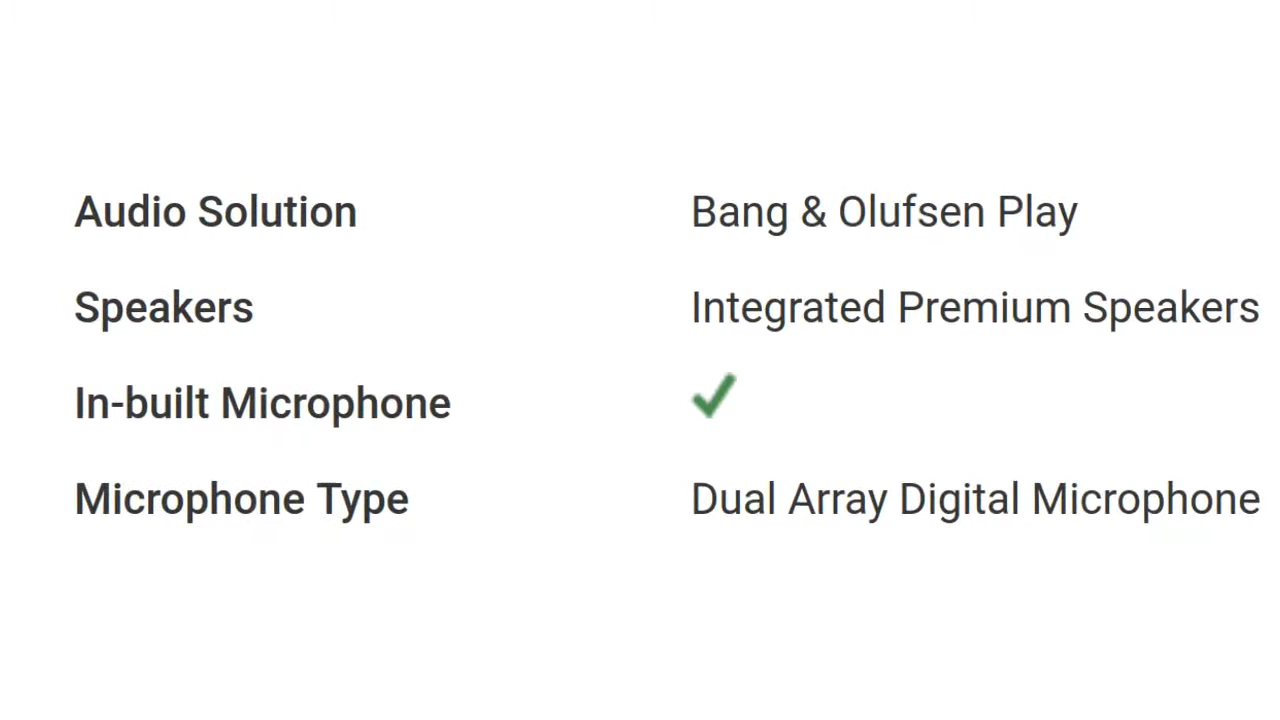 Audio Solution Bang & Olufsen Play
Speakers Integrated Premium Speakers
In-built Microphone
Microphone Type Dual Array Digital Microphone